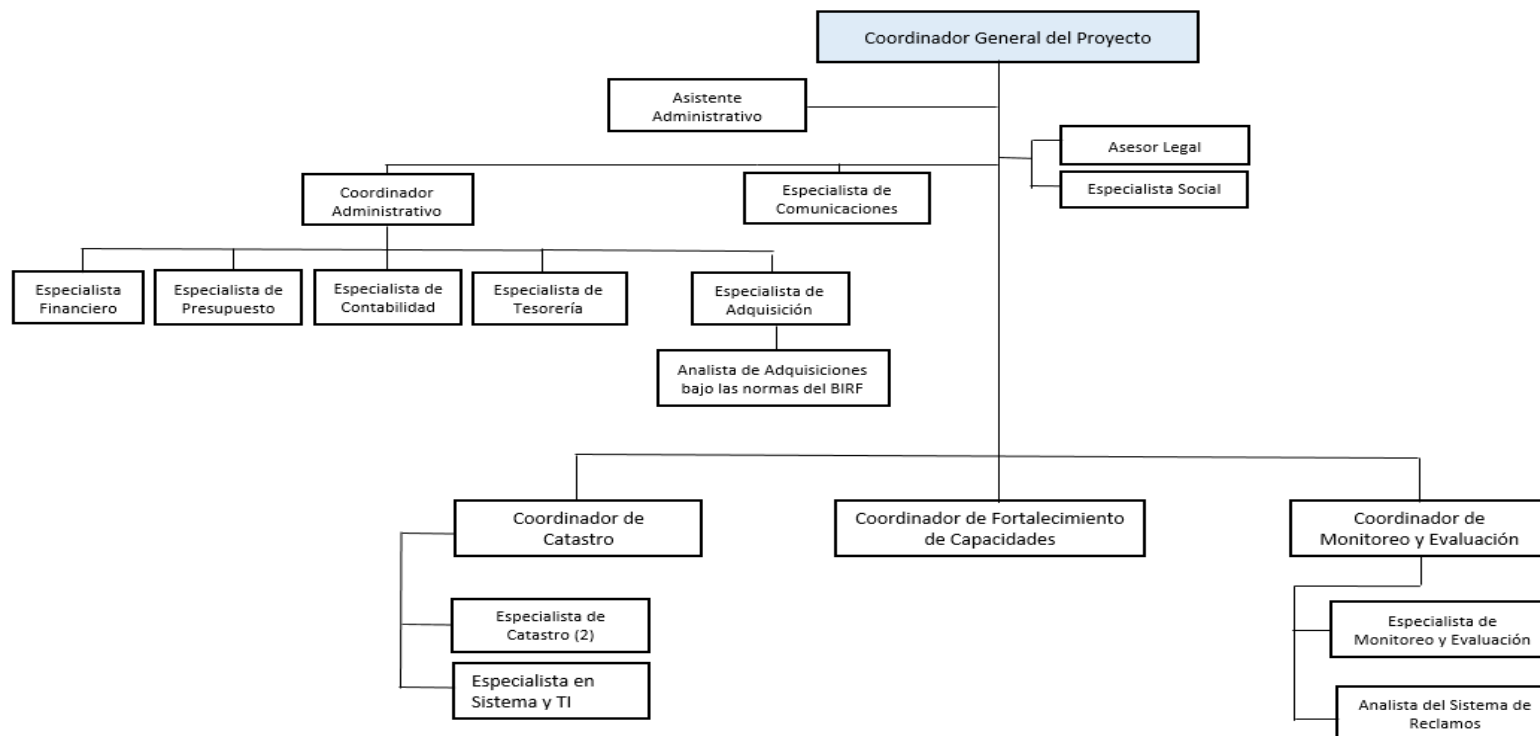 Coordinador General del Proyecto
Asistente
Administrativo
Asesor Legal
Especialista Social
Coordinador
Administrativo
Especialista de
Comunicaciones
Especialista
Financiero
Especialista de
Presupuesto
Especialista de
Contabilidad
Especialista de
Tesorería
Especialista de
Adquisición
Analista de Adquisiciones
bajo las normas del BIRF
Coordinador de
Catastro
Coordinador de Fortalecimiento
de Capacidades
Coordinador de
Monitoreo y Evaluación
Especialista de
Catastro (2)
Especialista en
Sistema y TI
Especialista de
Monitoreo y Evaluación
Analista del Sistema de
Reclamos